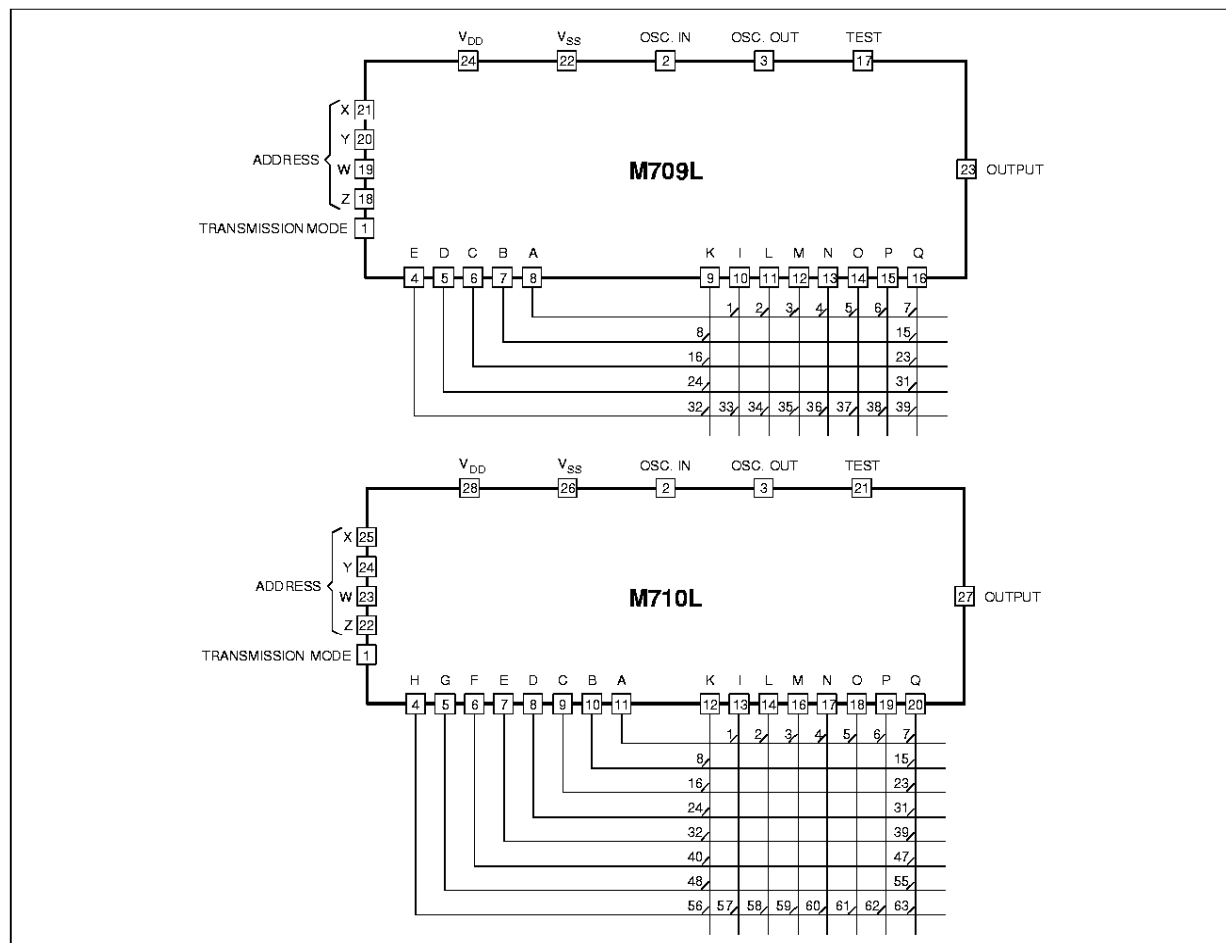 VDD VSS OSC. IN OSC. OUT TEST
24 22 2 3 17
X 21
Y 20
ADDRESS
W 19
M709L
23 OUTPUT
Z 18
TRANSMISSION MODE 1
E D C B A K I L M N O P Q
4 5 6 7 8 9 10 11 12 13 14 15 16
1 2 3 4 5 6 7
8 15
16 23
24 31
32 33 34 35 36 37 38 39
VDD VSS OSC. IN OSC. OUT TEST
28 26 2 3 21
X 25
Y 24
ADDRESS
W 23
M710L
27 OUTPUT
Z 22
TRANSMISSION MODE 1
H G F E D C B A K I L M N O P Q
4 5 6 7 8 9 10 11 12 13 14 16 17 18 19 20
1 2 3 4 5 6 7
8 15
16 23
24 31
32 39
40 47
48 55
56 57 58 59 60 61 62 63